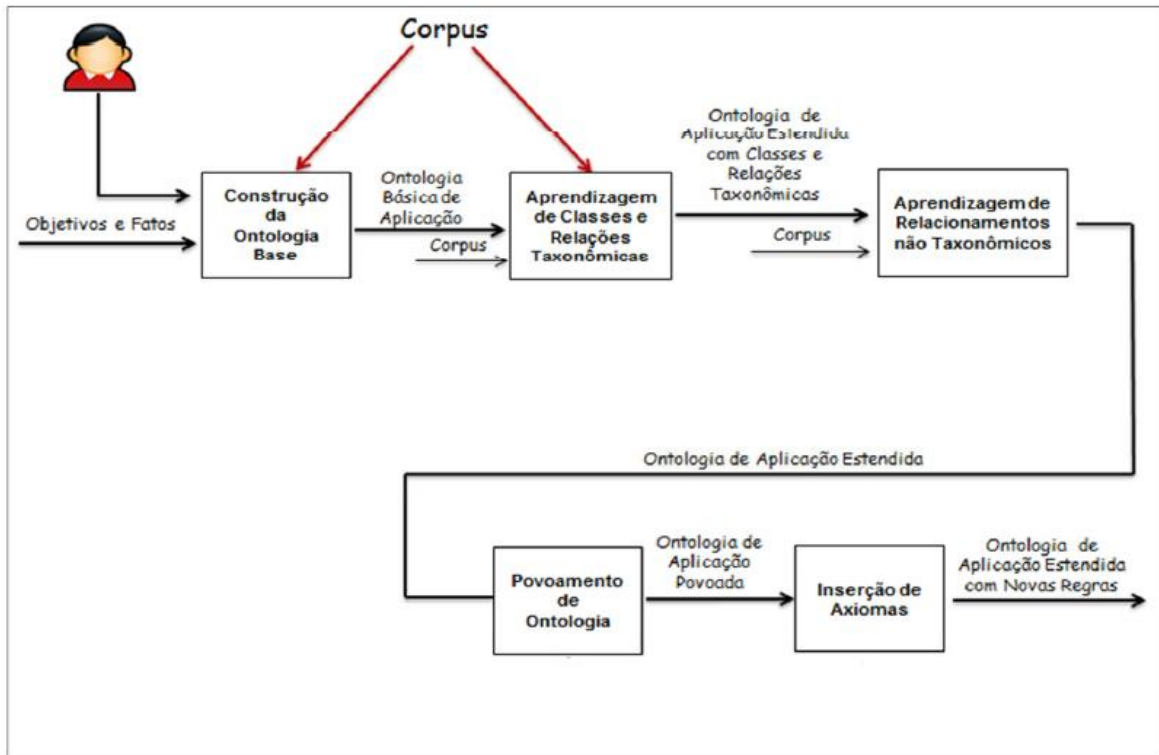 Corpus
Objetivos e Fatos
Construção
da
Ontologia
Base
Ontologia
Básica de
Aplicação
Corpus
Aprendizagem
de Classes e
Relações
Taxonômicas
Ontologia de
Aplicação Estendida
com Classes e
Relações
Taxonômicas
Corpus
Aprendizagem de
Relacionamentos
não Taxonômicos
Ontologia de Aplicação Estendida
Povoamento
de
Ontologia
Ontologia de
Aplicação
Povoada
Inserção de
Axiomas
Ontologia de
Aplicação Estendida
com Novas Regras